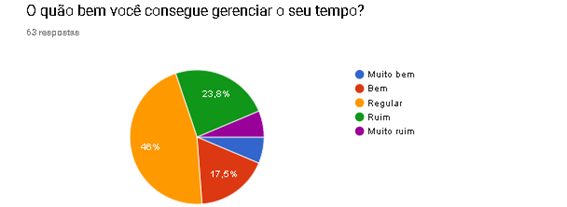 O quão bem você consegue gerenciar o seu tempo?
63 respostas
Muito bem
Bem
Regular
Ruim
Muito ruim
23,8%
46%
17,5%